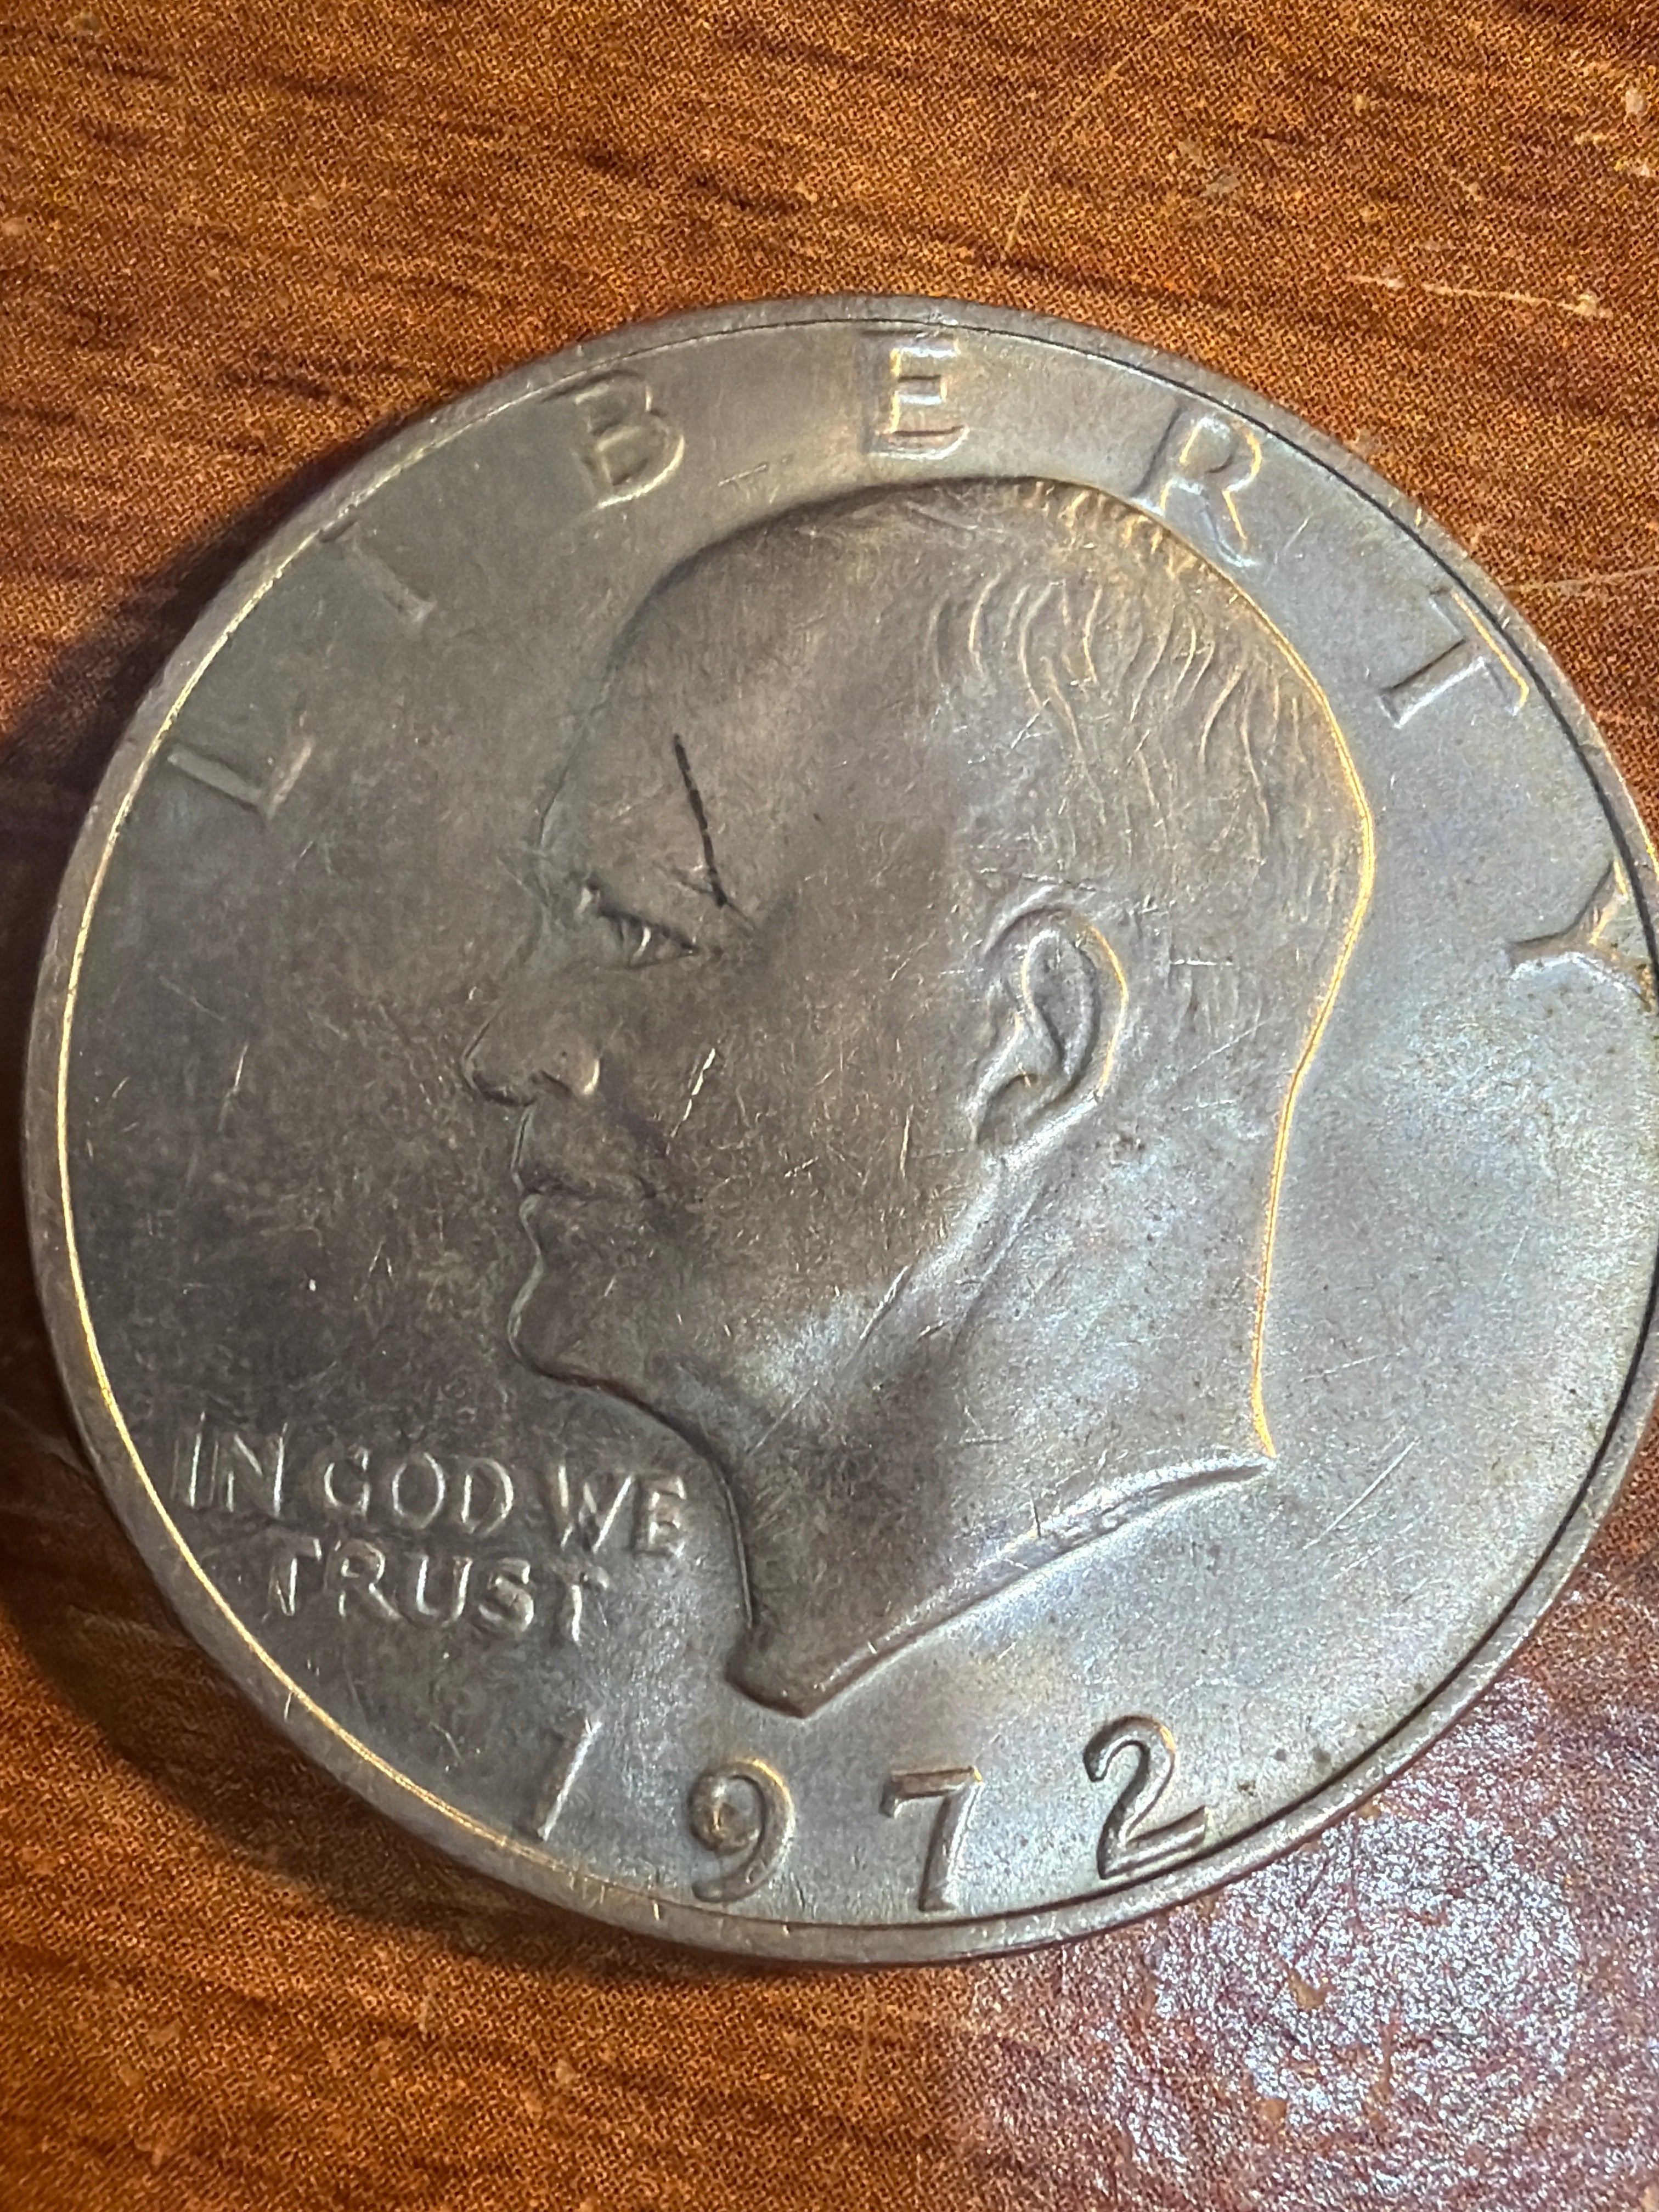 LIBERTY
IN GOD WE
TRUST
1972